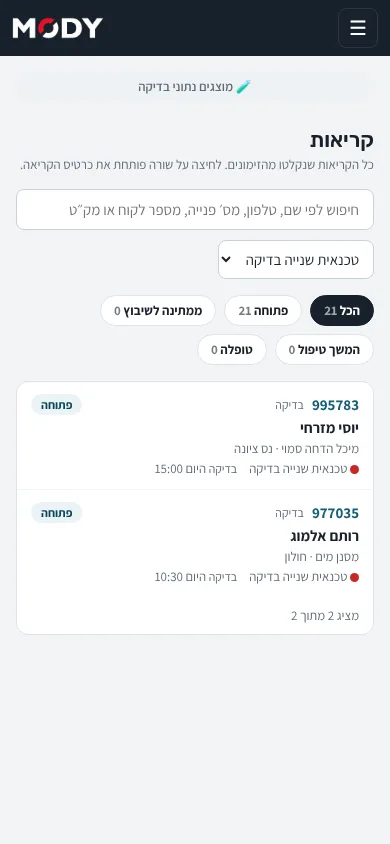 MODY
☰
🧪 מוצגים נתוני בדיקה
קריאות
כל הקריאות שנקלטו מהזימונים. לחיצה על שורה פותחת את כרטיס הקריאה.
חיפוש לפי שם, טלפון, מס׳ פנייה, מספר לקוח או מק״ט
טכנאית שנייה בדיקה
הכל 21 פתוחה 21 ממתינה לשיבוץ 0
המשך טיפול 0 טופלה 0
995783 בדיקה פתוחה
יוסי מזרחי
מיכל הדחה סמוי · נס ציונה
טכנאית שנייה בדיקה בדיקה היום 15:00
977035 בדיקה פתוחה
רותם אלמוג
מסנן מים · חולון
טכנאית שנייה בדיקה בדיקה היום 10:30
מציג 2 מתוך 2